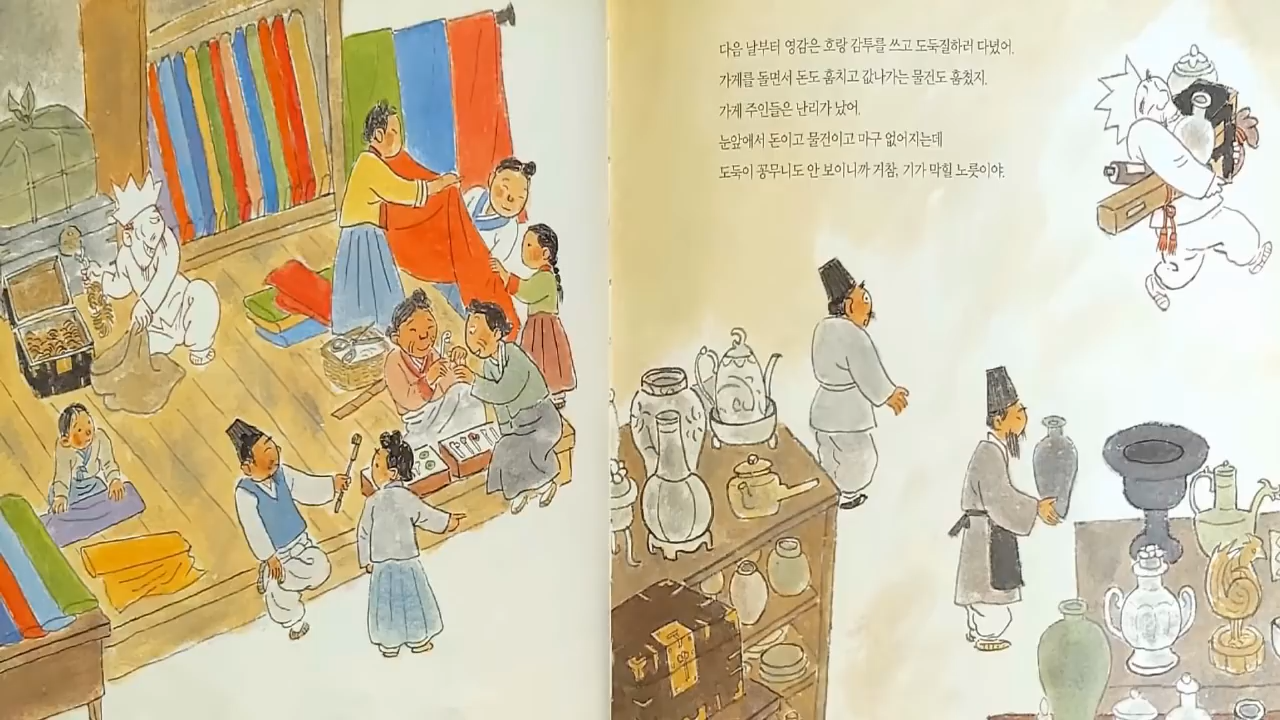 다음 날부터 영감은 호랑 감투를 쓰고 도둑질하러 다녔어.
가게를 돌면서 돈도 훔치고 값나가는 물건도 훔쳤지.
가게 주인들은 난리가 났어.
눈앞에서 돈이고 물건이고 마구 없어지는데
도둑이 꽁무니도 안 보이니까 거참, 기가 막힐 노릇이야.